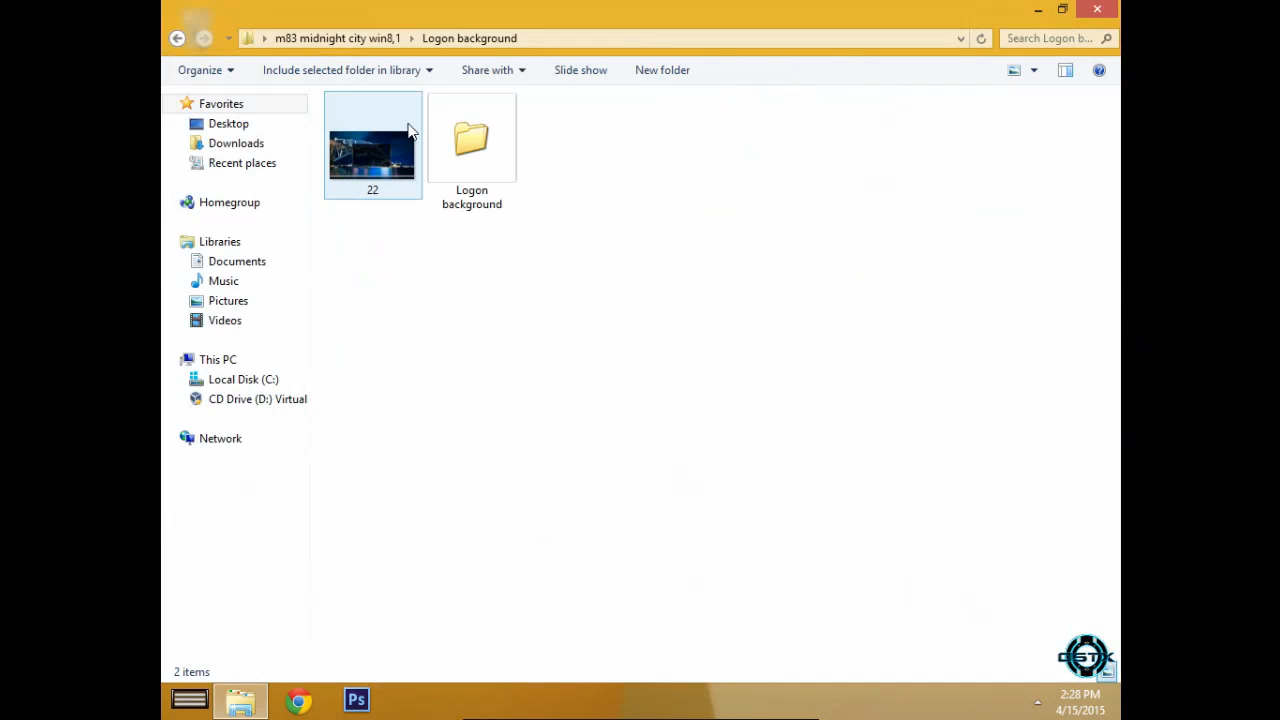 m83 midnight city win8,1 Logon background
Search Logon b...
Organize Include selected folder in library Share with Slide show New folder
Favorites
Desktop
Downloads
Recent places
Homegroup
Libraries
Documents
Music
Pictures
Videos
This PC
Local Disk (C:)
CD Drive (D:) Virtual
Network
22
Logon
background
2 items
Ps
OSTX
2:28 PM
4/15/2015